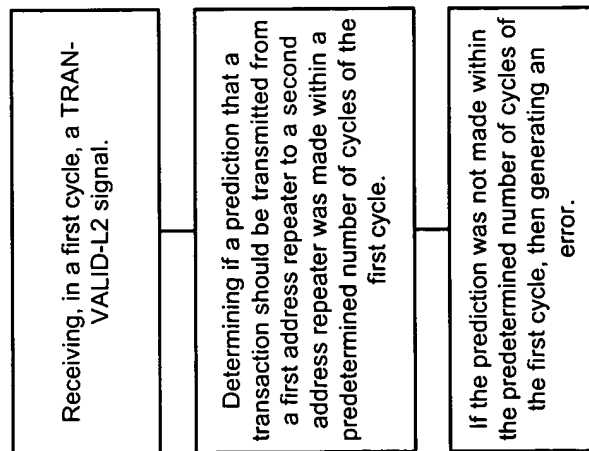 Receiving, in a first cycle, a TRAN-
VALID-L2 signal.
Determining if a prediction that a
transaction should be transmitted from
a first address repeater to a second
address repeater was made within a
predetermined number of cycles of the
first cycle.
If the prediction was not made within
the predetermined number of cycles of
the first cycle, then generating an
error.